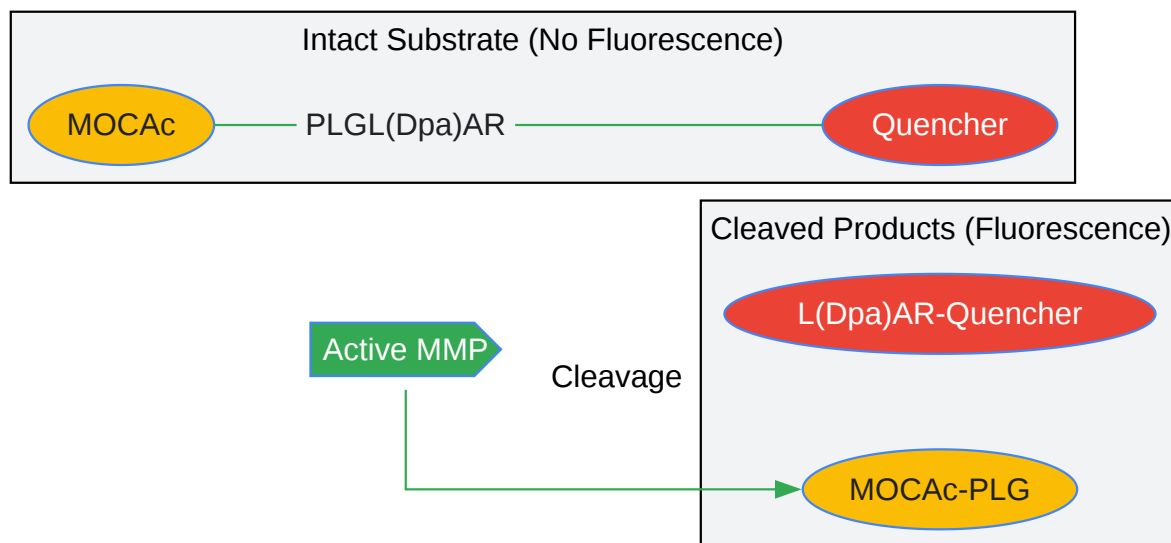 Intact Substrate (No Fluorescence)
MOCAc
PLGL(Dpa)AR
Quencher
Cleaved Products (Fluorescence)
L(Dpa)AR-Quencher
Active MMP
Cleavage
MOCAc-PLG